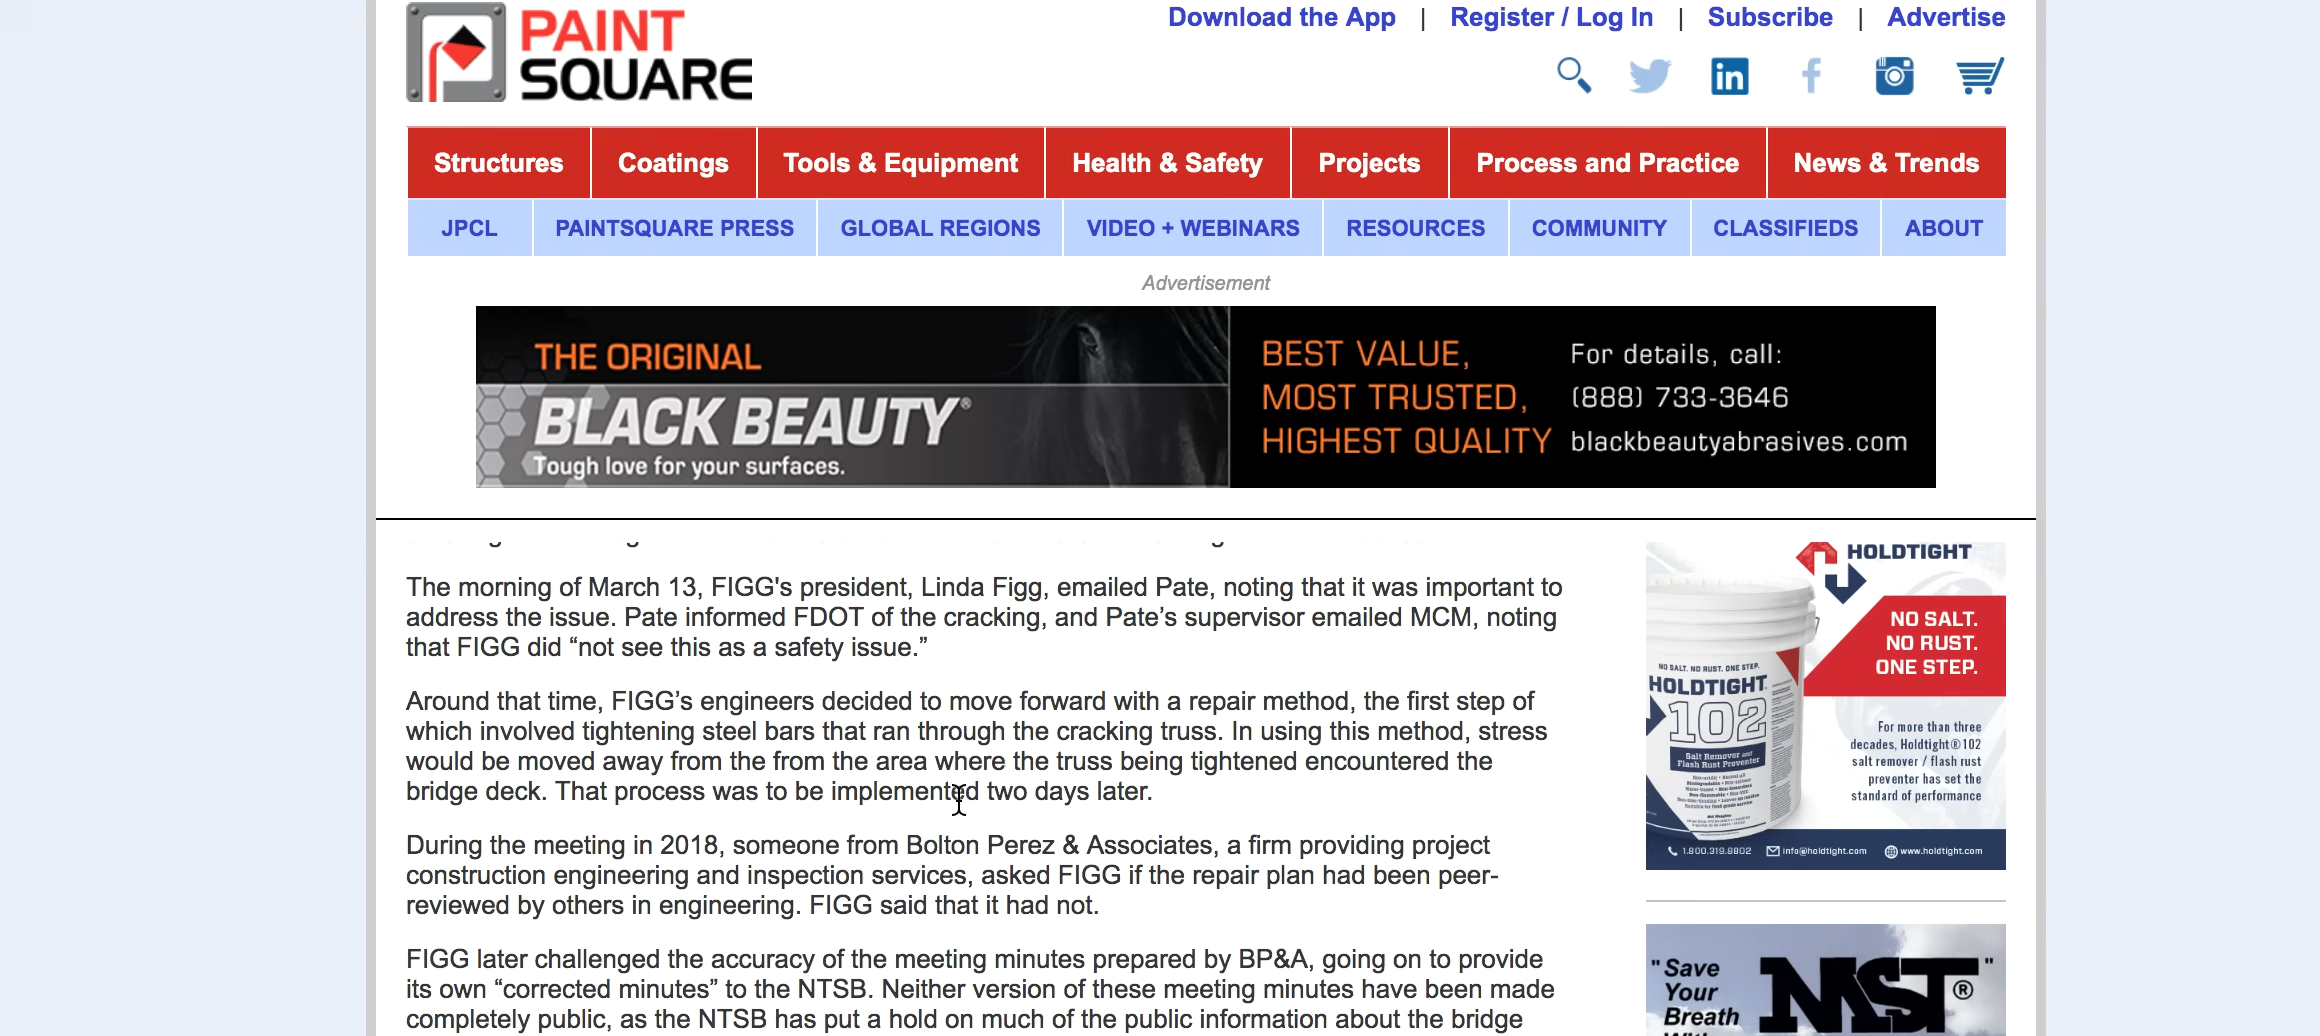 PAINT
SQUARE
Download the App | Register / Log In | Subscribe | Advertise
Structures
Coatings
Tools & Equipment
Health & Safety
Projects
Process and Practice
News & Trends
JPCL
PAINTSQUARE PRESS
GLOBAL REGIONS
VIDEO + WEBINARS
RESOURCES
COMMUNITY
CLASSIFIEDS
ABOUT
Advertisement
THE ORIGINAL
BLACK BEAUTY®
Tough love for your surfaces.
BEST VALUE,
MOST TRUSTED,
HIGHEST QUALITY
For details, call:
(888) 733-3646
blackbeautyabrasives.com
The morning of March 13, FIGG's president, Linda Figg, emailed Pate, noting that it was important to
address the issue. Pate informed FDOT of the cracking, and Pate’s supervisor emailed MCM, noting
that FIGG did “not see this as a safety issue.”
Around that time, FIGG’s engineers decided to move forward with a repair method, the first step of
which involved tightening steel bars that ran through the cracking truss. In using this method, stress
would be moved away from the from the area where the truss being tightened encountered the
bridge deck. That process was to be implemented two days later.
During the meeting in 2018, someone from Bolton Perez & Associates, a firm providing project
construction engineering and inspection services, asked FIGG if the repair plan had been peer-
reviewed by others in engineering. FIGG said that it had not.
FIGG later challenged the accuracy of the meeting minutes prepared by BP&A, going on to provide
its own “corrected minutes” to the NTSB. Neither version of these meeting minutes have been made
completely public, as the NTSB has put a hold on much of the public information about the bridge
HOLDTIGHT
NO SALT.
NO RUST.
ONE STEP.
NO SALT. NO RUST. ONE STEP.
HOLDTIGHT
102
Salt Remover and
Flash Rust Preventer
For more than three
decades, Holdtight®102
salt remover / flash rust
preventer has set the
standard of performance
1.800.319.8802 info@holdtight.com www.holdtight.com
"Save
Your
Breath
NST®"